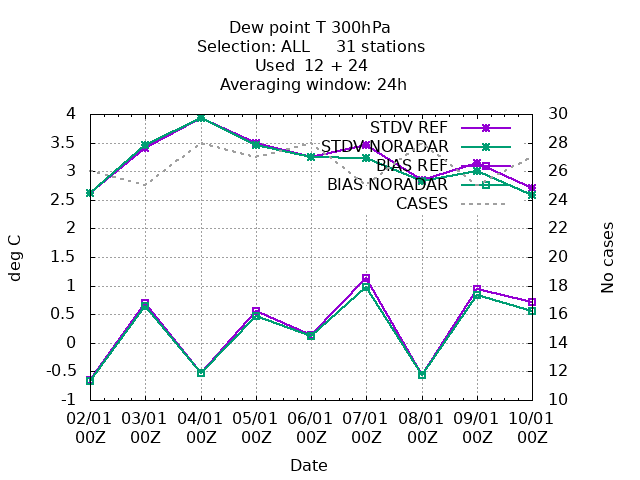 Dew point T 300hPa
Selection: ALL     31 stations
Used  12 + 24
Averaging window: 24h
4
3.5
3
2.5
2
1.5
1
0.5
0
-0.5
-1
deg C
30
28
26
24
22
20
18
16
14
12
10
No cases
STDV REF
STDV NORADAR
BIAS REF
BIAS NORADAR
CASES
02/01 03/01 04/01 05/01 06/01 07/01 08/01 09/01 10/01
00Z 00Z 00Z 00Z 00Z 00Z 00Z 00Z 00Z
Date